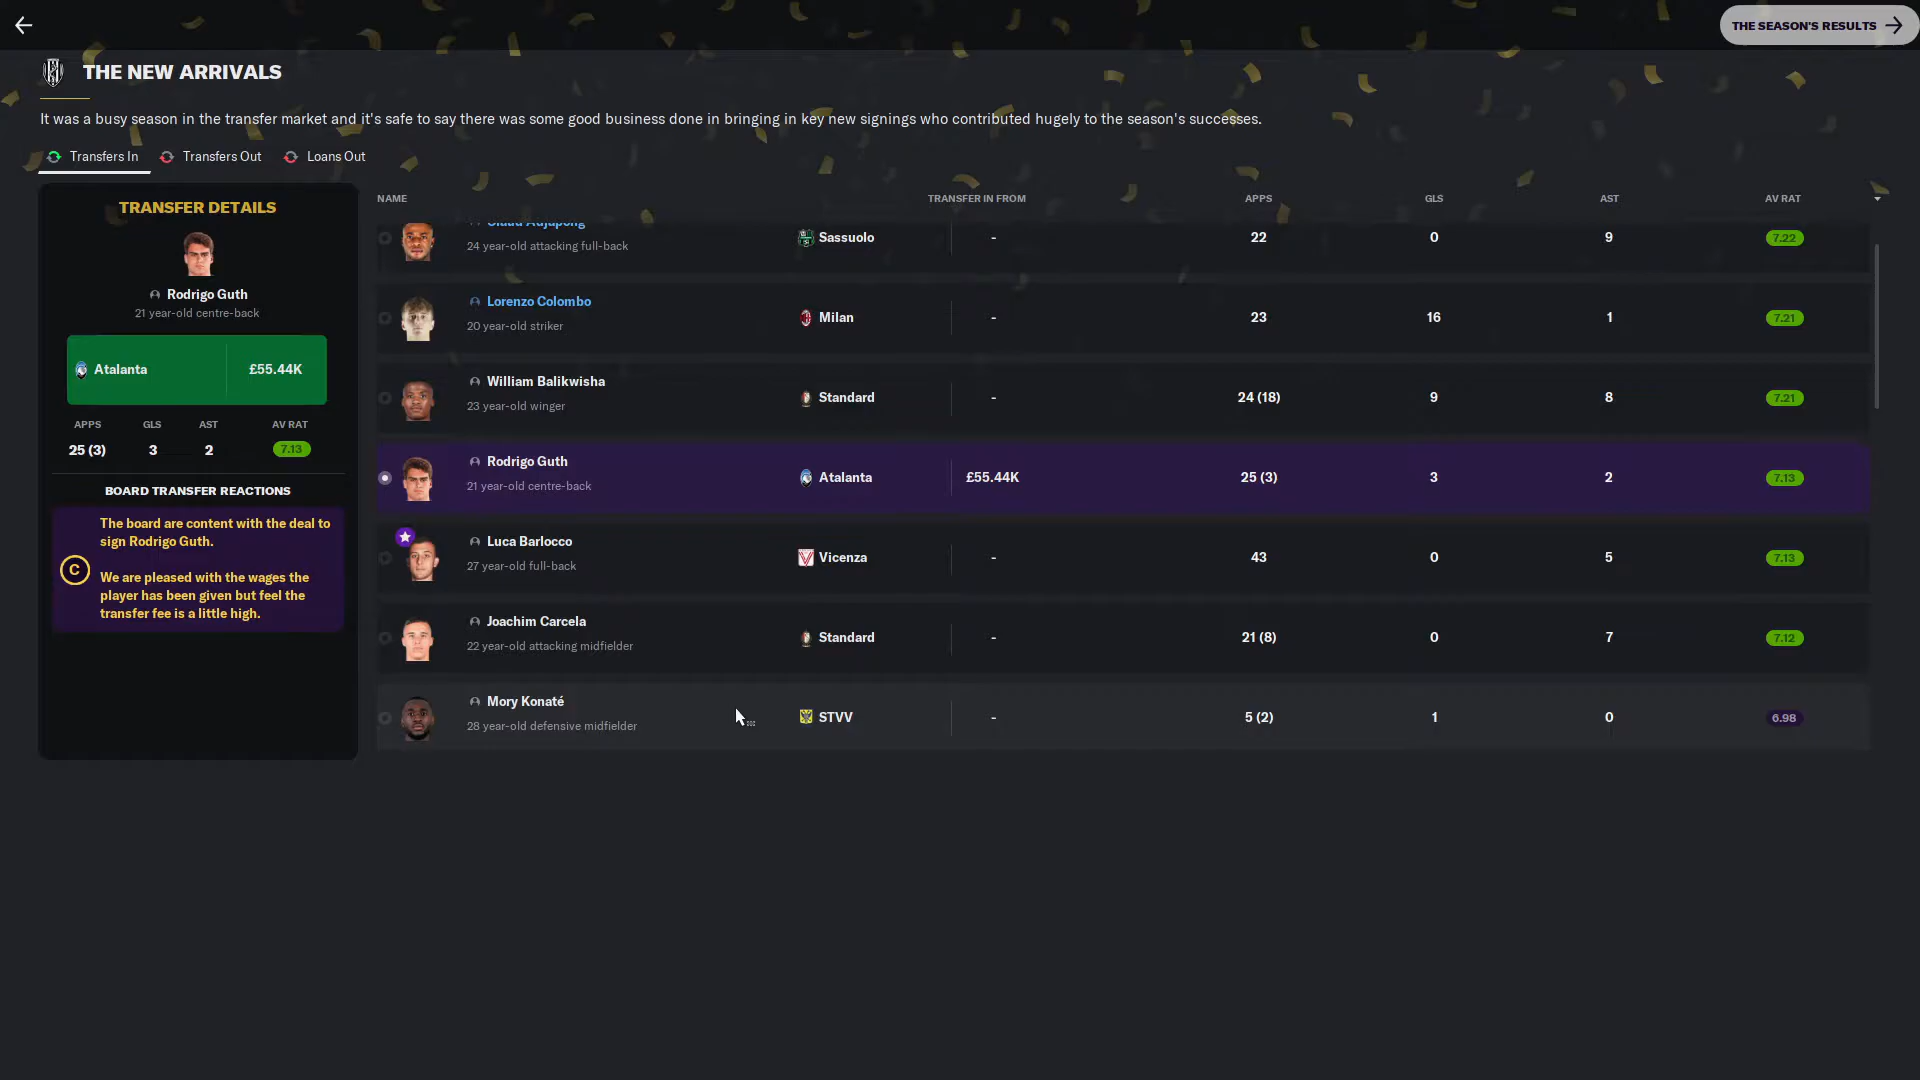 THE SEASON'S RESULTS
THE NEW ARRIVALS
It was a busy season in the transfer market and it's safe to say there was some good business done in bringing in key new signings who contributed hugely to the season's successes.
Transfers In Transfers Out Loans Out
TRANSFER DETAILS
Rodrigo Guth
21 year-old centre-back
Atalanta £55.44K
APPS GLS AST AV RAT
25 (3) 3 2 7.13
BOARD TRANSFER REACTIONS
C
The board are content with the deal to
sign Rodrigo Guth.
We are pleased with the wages the
player has been given but feel the
transfer fee is a little high.
NAME TRANSFER IN FROM APPS GLS AST AV RAT
24 year-old attacking full-back Sassuolo - 22 0 9 7.22
Lorenzo Colombo
20 year-old striker Milan - 23 16 1 7.21
William Balikwisha
23 year-old winger Standard - 24 (18) 9 8 7.21
Rodrigo Guth
21 year-old centre-back Atalanta £55.44K 25 (3) 3 2 7.13
Luca Barlocco
27 year-old full-back Vicenza - 43 0 5 7.13
Joachim Carcela
22 year-old attacking midfielder Standard - 21 (8) 0 7 7.12
Mory Konaté
28 year-old defensive midfielder STVV - 5 (2) 1 0 6.98